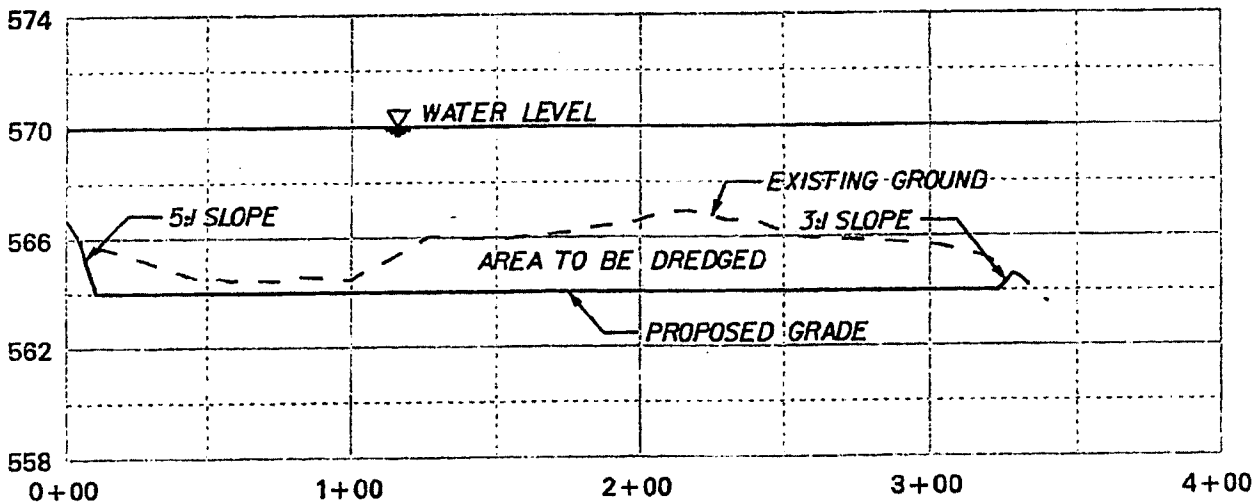 574
WATER LEVEL
570
EXISTING GROUND
5:1 SLOPE
3:1 SLOPE
566
AREA TO BE DREDGED
PROPOSED GRADE
562
558
0+00 1+00 2+00 3+00 4+00